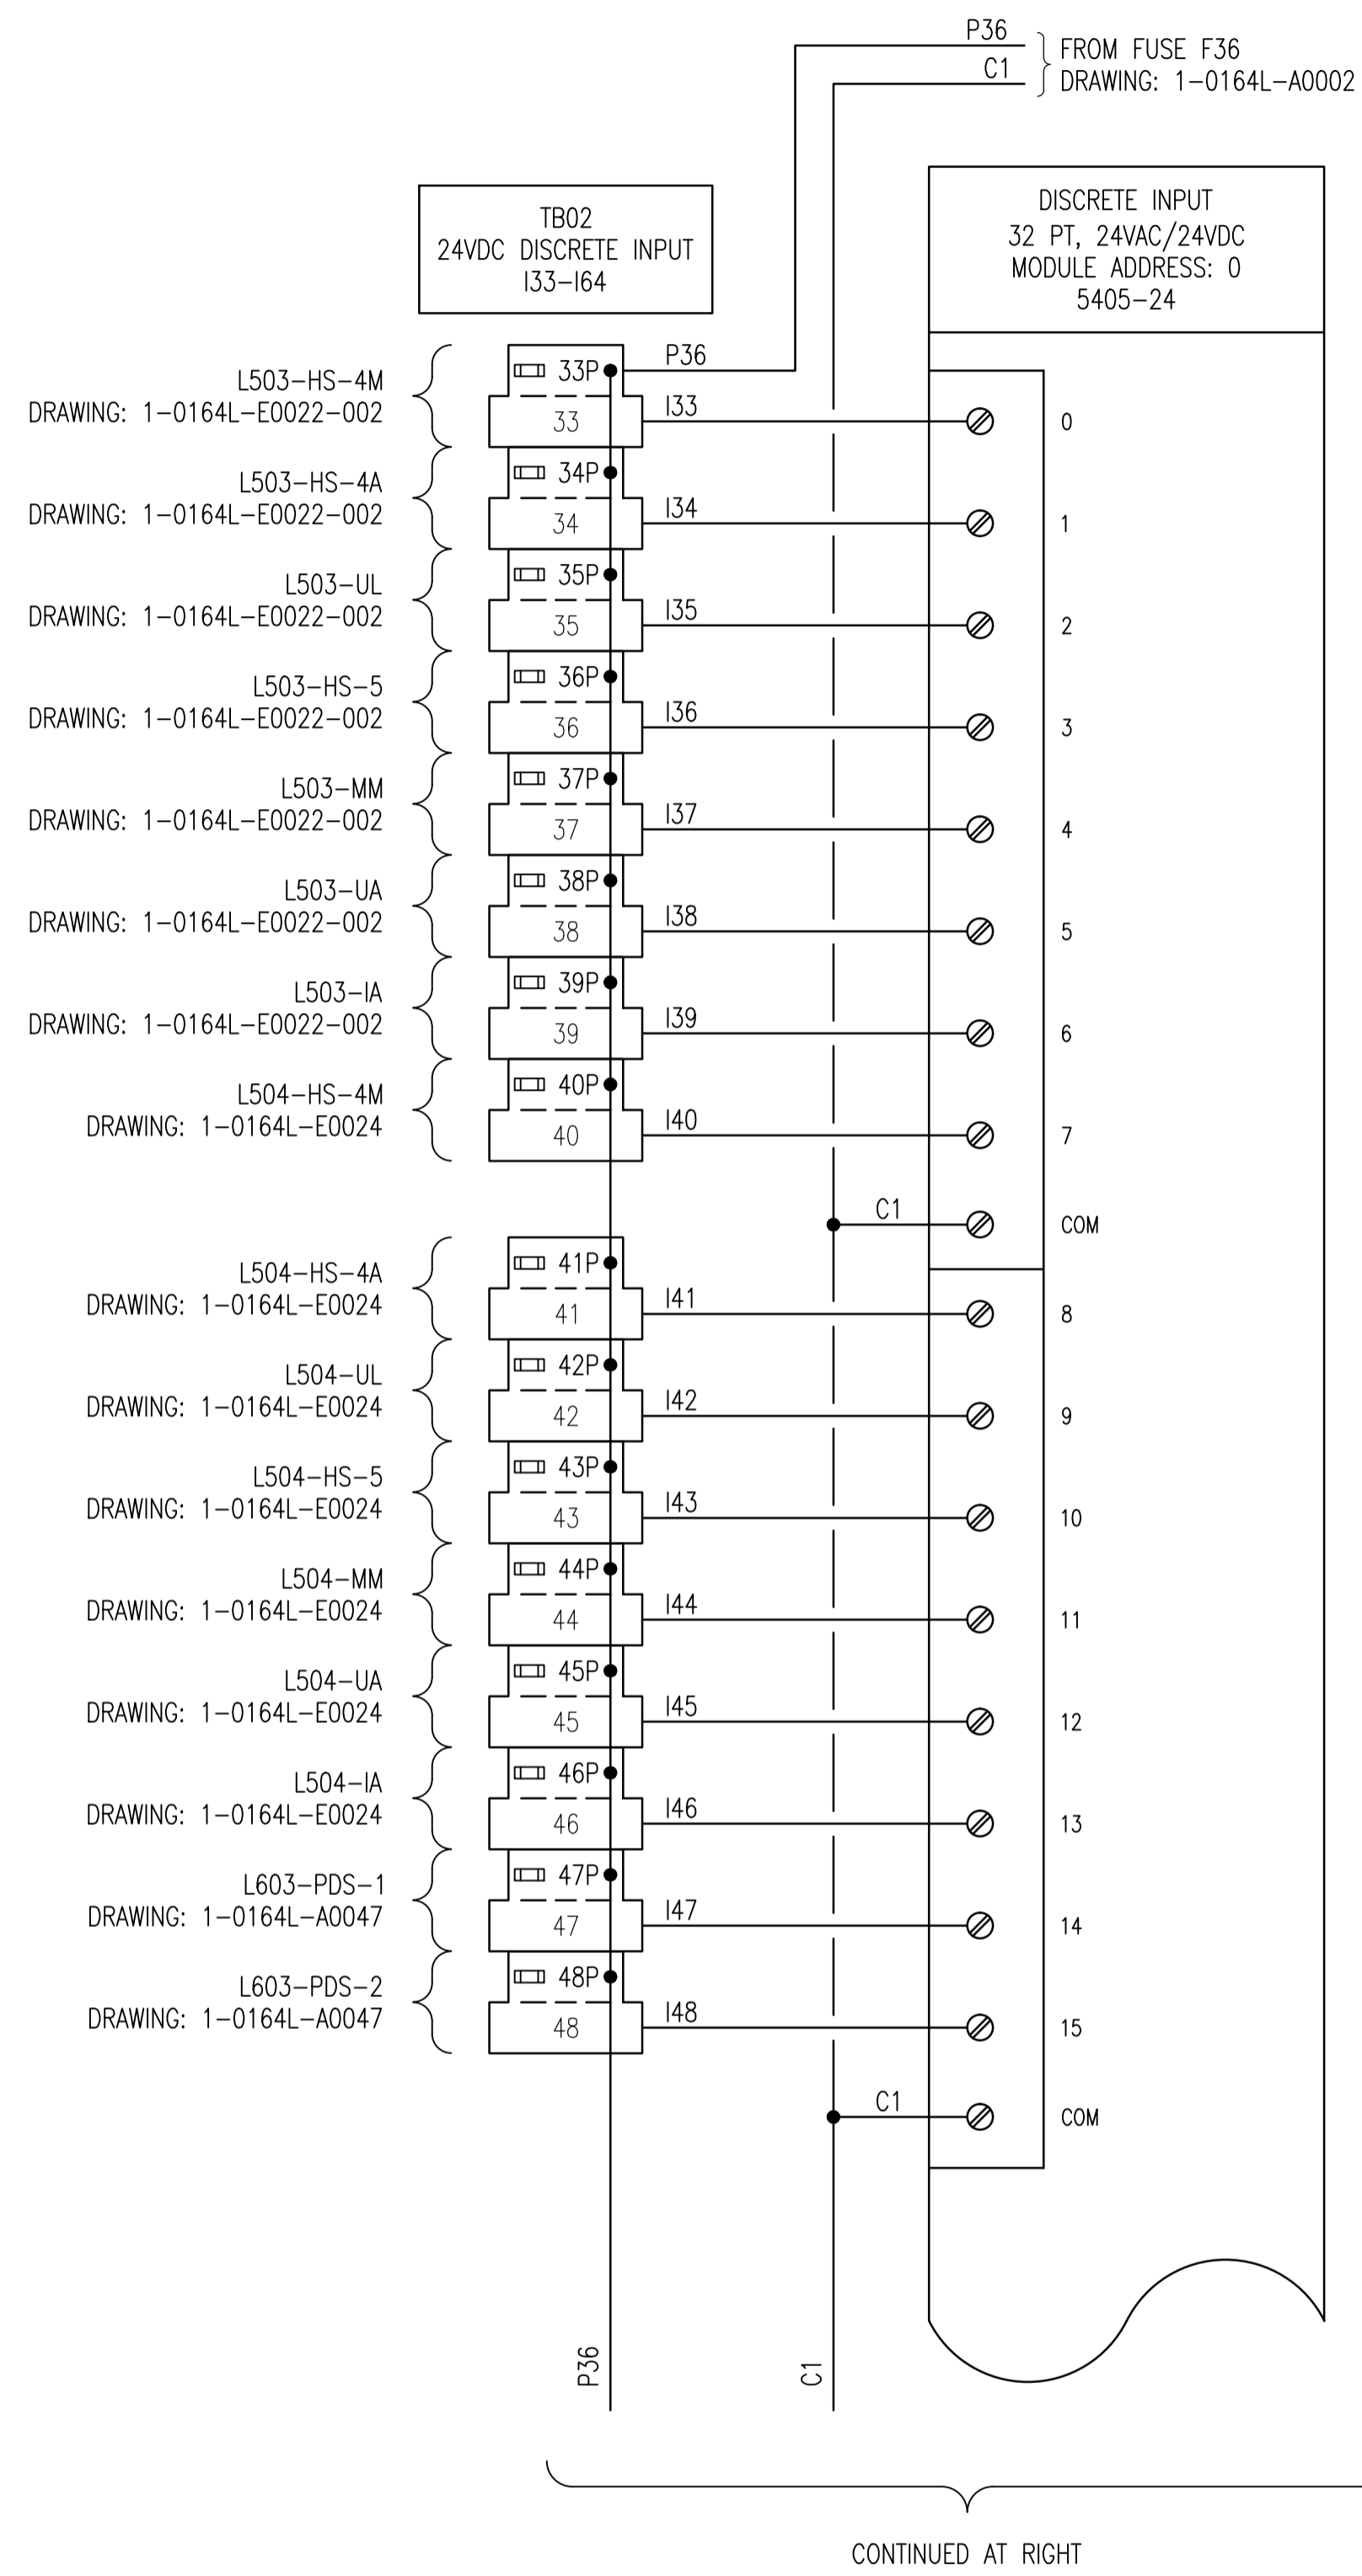 P36
C1
FROM FUSE F36
DRAWING: 1-0164L-A0002
TB02
24VDC DISCRETE INPUT
I33-I64
DISCRETE INPUT
32 PT, 24VAC/24VDC
MODULE ADDRESS: 0
5405-24
L503-HS-4M
DRAWING: 1-0164L-E0022-002
33P
P36
33
I33
0
L503-HS-4A
DRAWING: 1-0164L-E0022-002
34P
34
I34
1
L503-UL
DRAWING: 1-0164L-E0022-002
35P
35
I35
2
L503-HS-5
DRAWING: 1-0164L-E0022-002
36P
36
I36
3
L503-MM
DRAWING: 1-0164L-E0022-002
37P
37
I37
4
L503-UA
DRAWING: 1-0164L-E0022-002
38P
38
I38
5
L503-IA
DRAWING: 1-0164L-E0022-002
39P
39
I39
6
L504-HS-4M
DRAWING: 1-0164L-E0024
40P
40
I40
7
C1
COM
L504-HS-4A
DRAWING: 1-0164L-E0024
41P
41
I41
8
L504-UL
DRAWING: 1-0164L-E0024
42P
42
I42
9
L504-HS-5
DRAWING: 1-0164L-E0024
43P
43
I43
10
L504-MM
DRAWING: 1-0164L-E0024
44P
44
I44
11
L504-UA
DRAWING: 1-0164L-E0024
45P
45
I45
12
L504-IA
DRAWING: 1-0164L-E0024
46P
46
I46
13
L603-PDS-1
DRAWING: 1-0164L-A0047
47P
47
I47
14
L603-PDS-2
DRAWING: 1-0164L-A0047
48P
48
I48
15
C1
COM
P36
C1
CONTINUED AT RIGHT